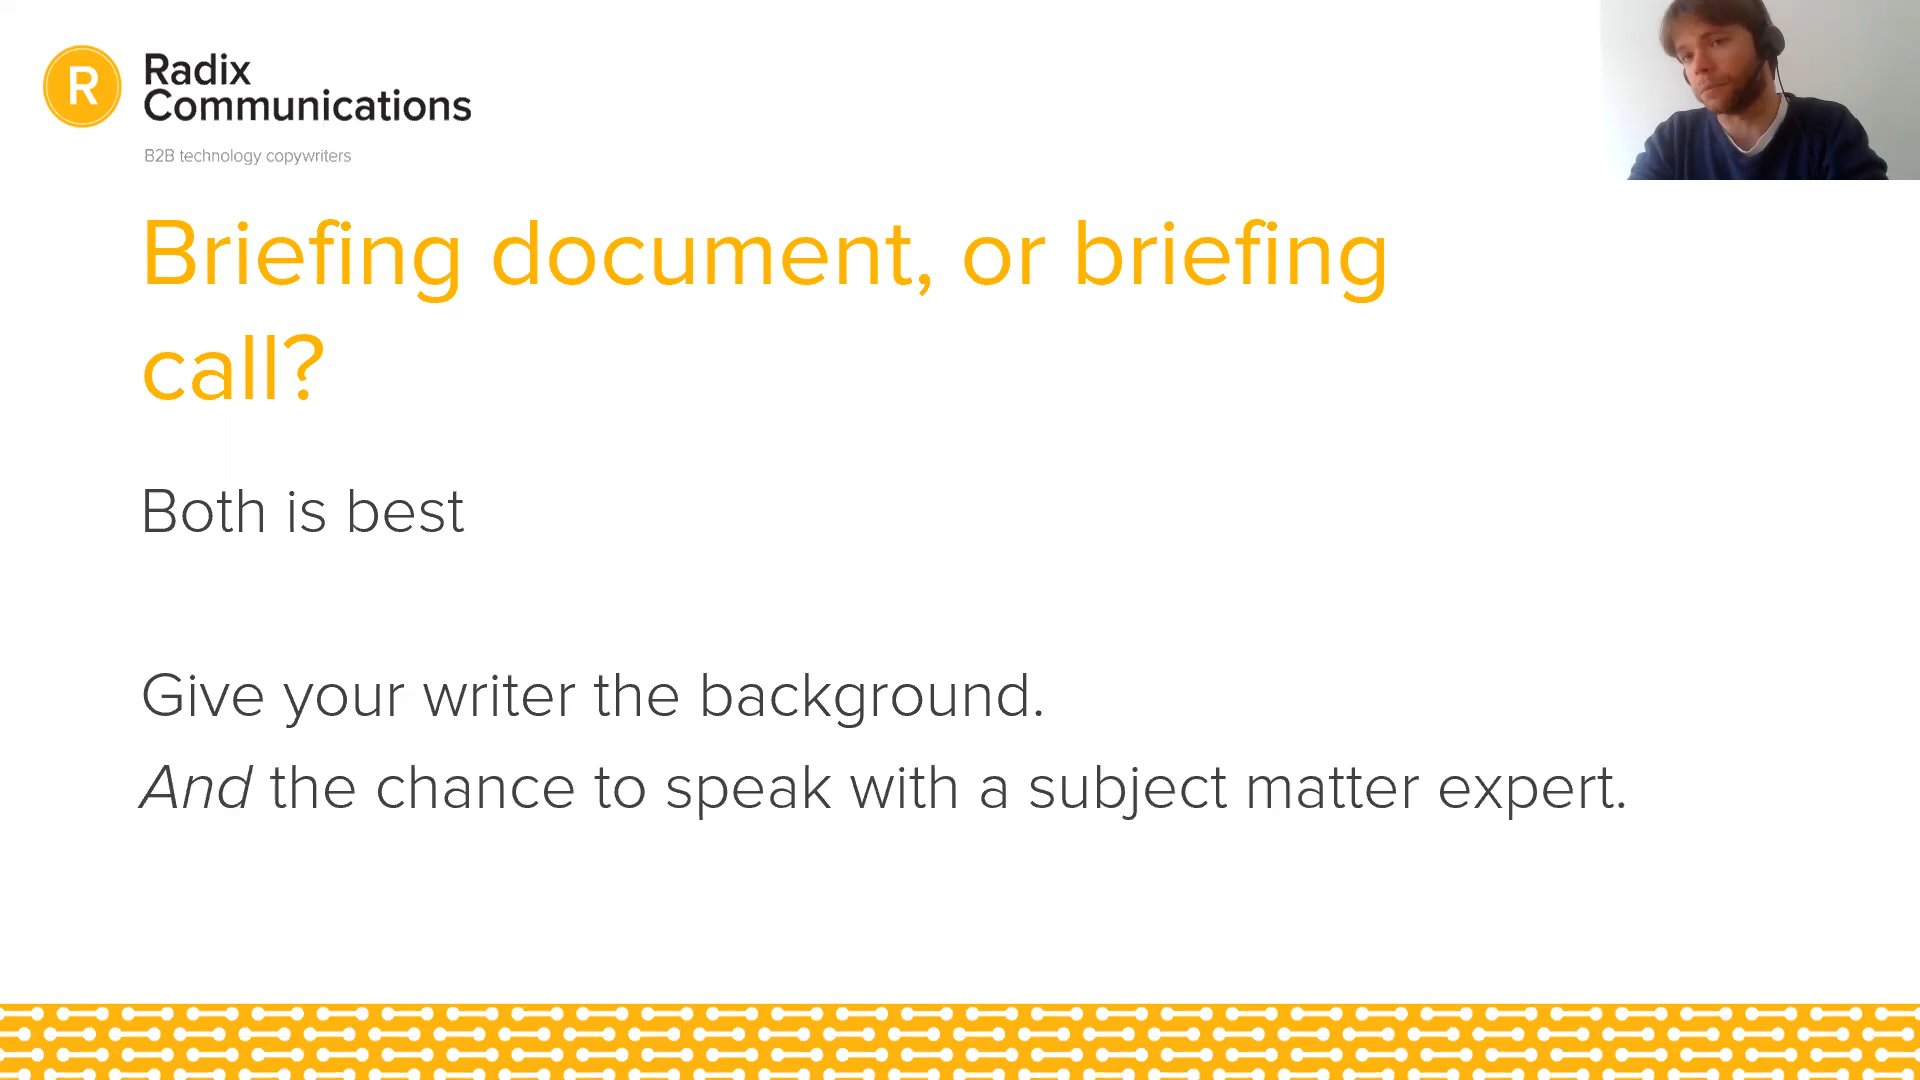 R
Radix
Communications
B2B technology copywriters
Briefing document, or briefing
call?
Both is best
Give your writer the background.
And the chance to speak with a subject matter expert.